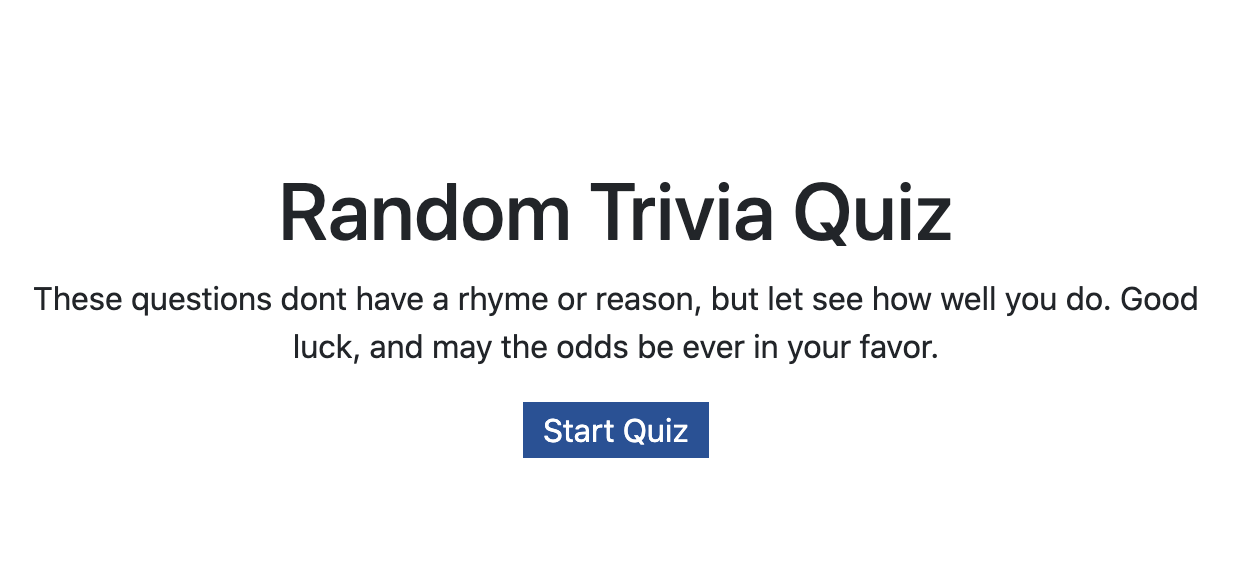 Random Trivia Quiz
These questions dont have a rhyme or reason, but let see how well you do. Good
luck, and may the odds be ever in your favor.
Start Quiz